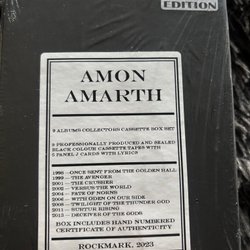 EDITION
AMON
AMARTH
9 ALBUMS COLLECTORS CASSETTE BOX SET
9 PROFESSIONALLY PRODUCED AND SEALED
BLACK COLOUR CASSETTE TAPES WITH
5 PANEL J CARDS WITH LYRICS
1998 — ONCE SENT FROM THE GOLDEN HALL
1999 — THE AVENGER
2001 — THE CRUSHER
2002 — VERSUS THE WORLD
2004 — FATE OF NORNS
2006 — WITH ODEN ON OUR SIDE
2008 — TWILIGHT OF THE THUNDER GOD
2011 — SURTUR RISING
2013 — DECEIVER OF THE GODS
BOX INCLUDES HAND NUMBERED
CERTIFICATE OF AUTHENTICITY
ROCKMARK, 2023